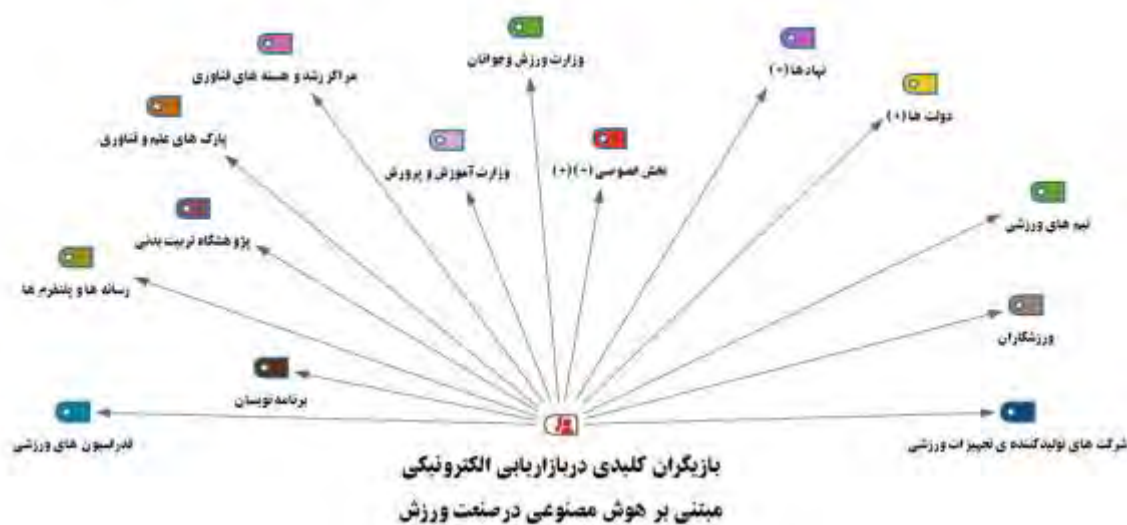 وزارت ورزش وجوانان
نهادها (+)
مراکز رشد و هسته های فناوری
دولت ها (+)
پارک های علم و فناوری
وزارت آموزش و پرورش
بخش خصوصی (+) (+)
تیم های ورزشی
پژوهشگاه تربیت بدنی
رسانه ها و پلتفرم ها
ورزشکاران
برنامه نویسان
فدراسیون های ورزشی
شرکت های تولیدکننده ی تجهیزات ورزشی
بازیگران کلیدی دربازاریابی الکترونیکی
مبتنی بر هوش مصنوعی درصنعت ورزش